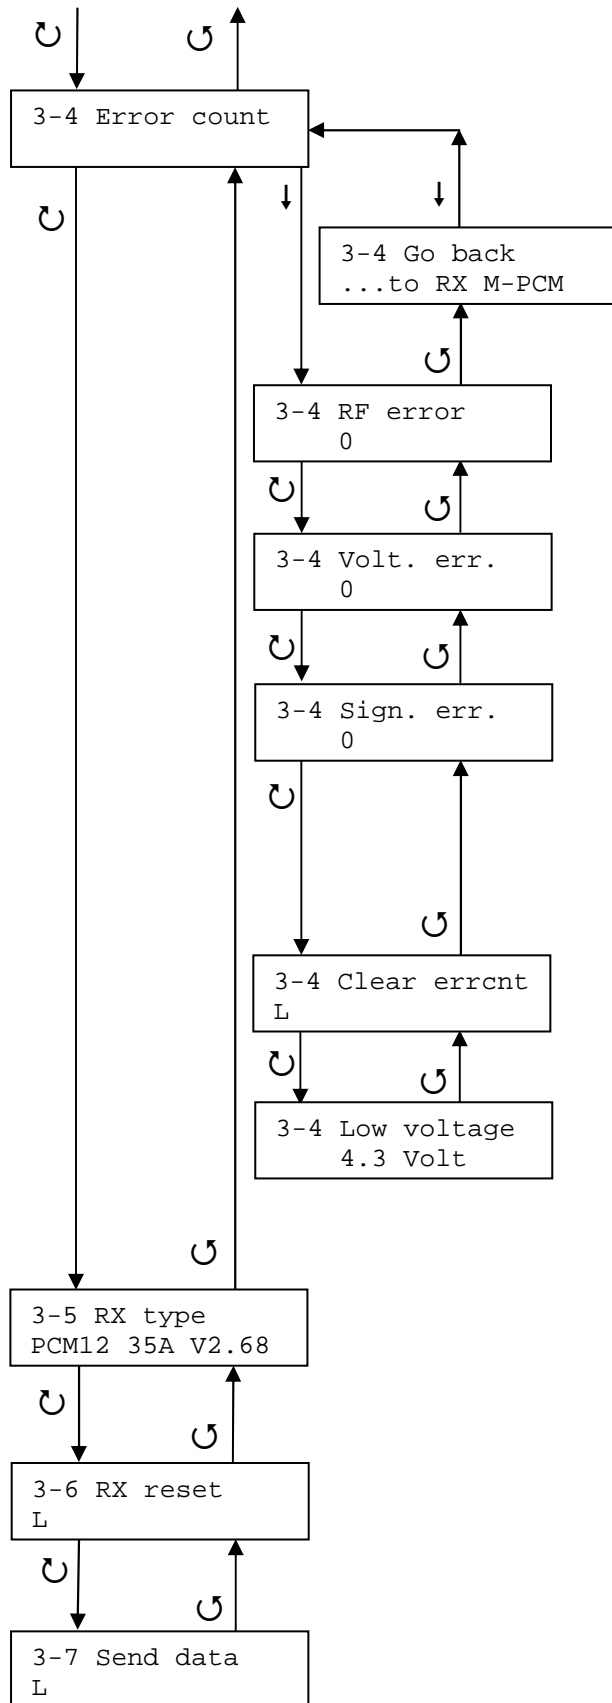 3-4 Error count
3-4 Go back
...to RX M-PCM
3-4 RF error
0
3-4 Volt. err.
0
3-4 Sign. err.
0
3-4 Clear errcnt
L
3-4 Low voltage
4.3 Volt
3-5 RX type
PCM12 35A V2.68
3-6 RX reset
L
3-7 Send data
L